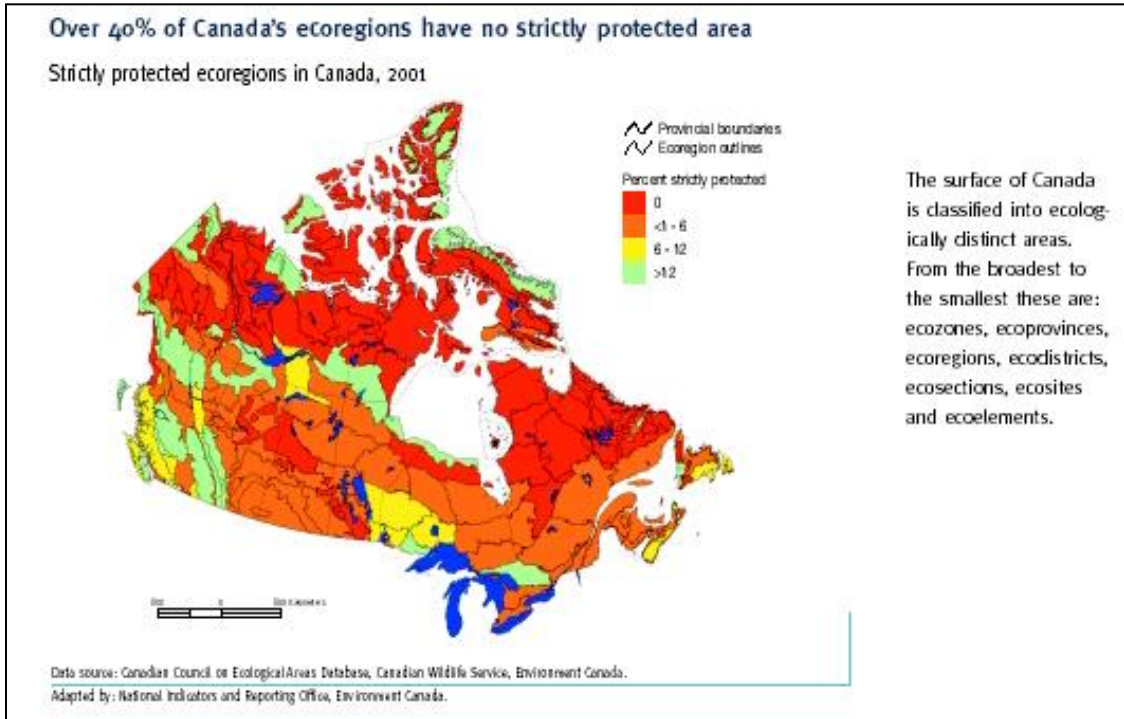 Over 40% of Canada's ecoregions have no strictly protected area
Strictly protected ecoregions in Canada, 2001
Provincial boundaries
Ecoregion outlines
Percent strictly protected
0
<1 - 6
6 - 12
>12
The surface of Canada
is classified into ecolog-
ically distinct areas.
From the broadest to
the smallest these are:
ecozones, ecoprovinces,
ecoregions, ecodistricts,
ecosections, ecosites
and ecoelements.
0
Kilometers
Data source: Canadian Council on Ecological Areas Database, Canadian Wildlife Service, Environment Canada.
Adapted by: National Indicators and Reporting Office, Environment Canada.